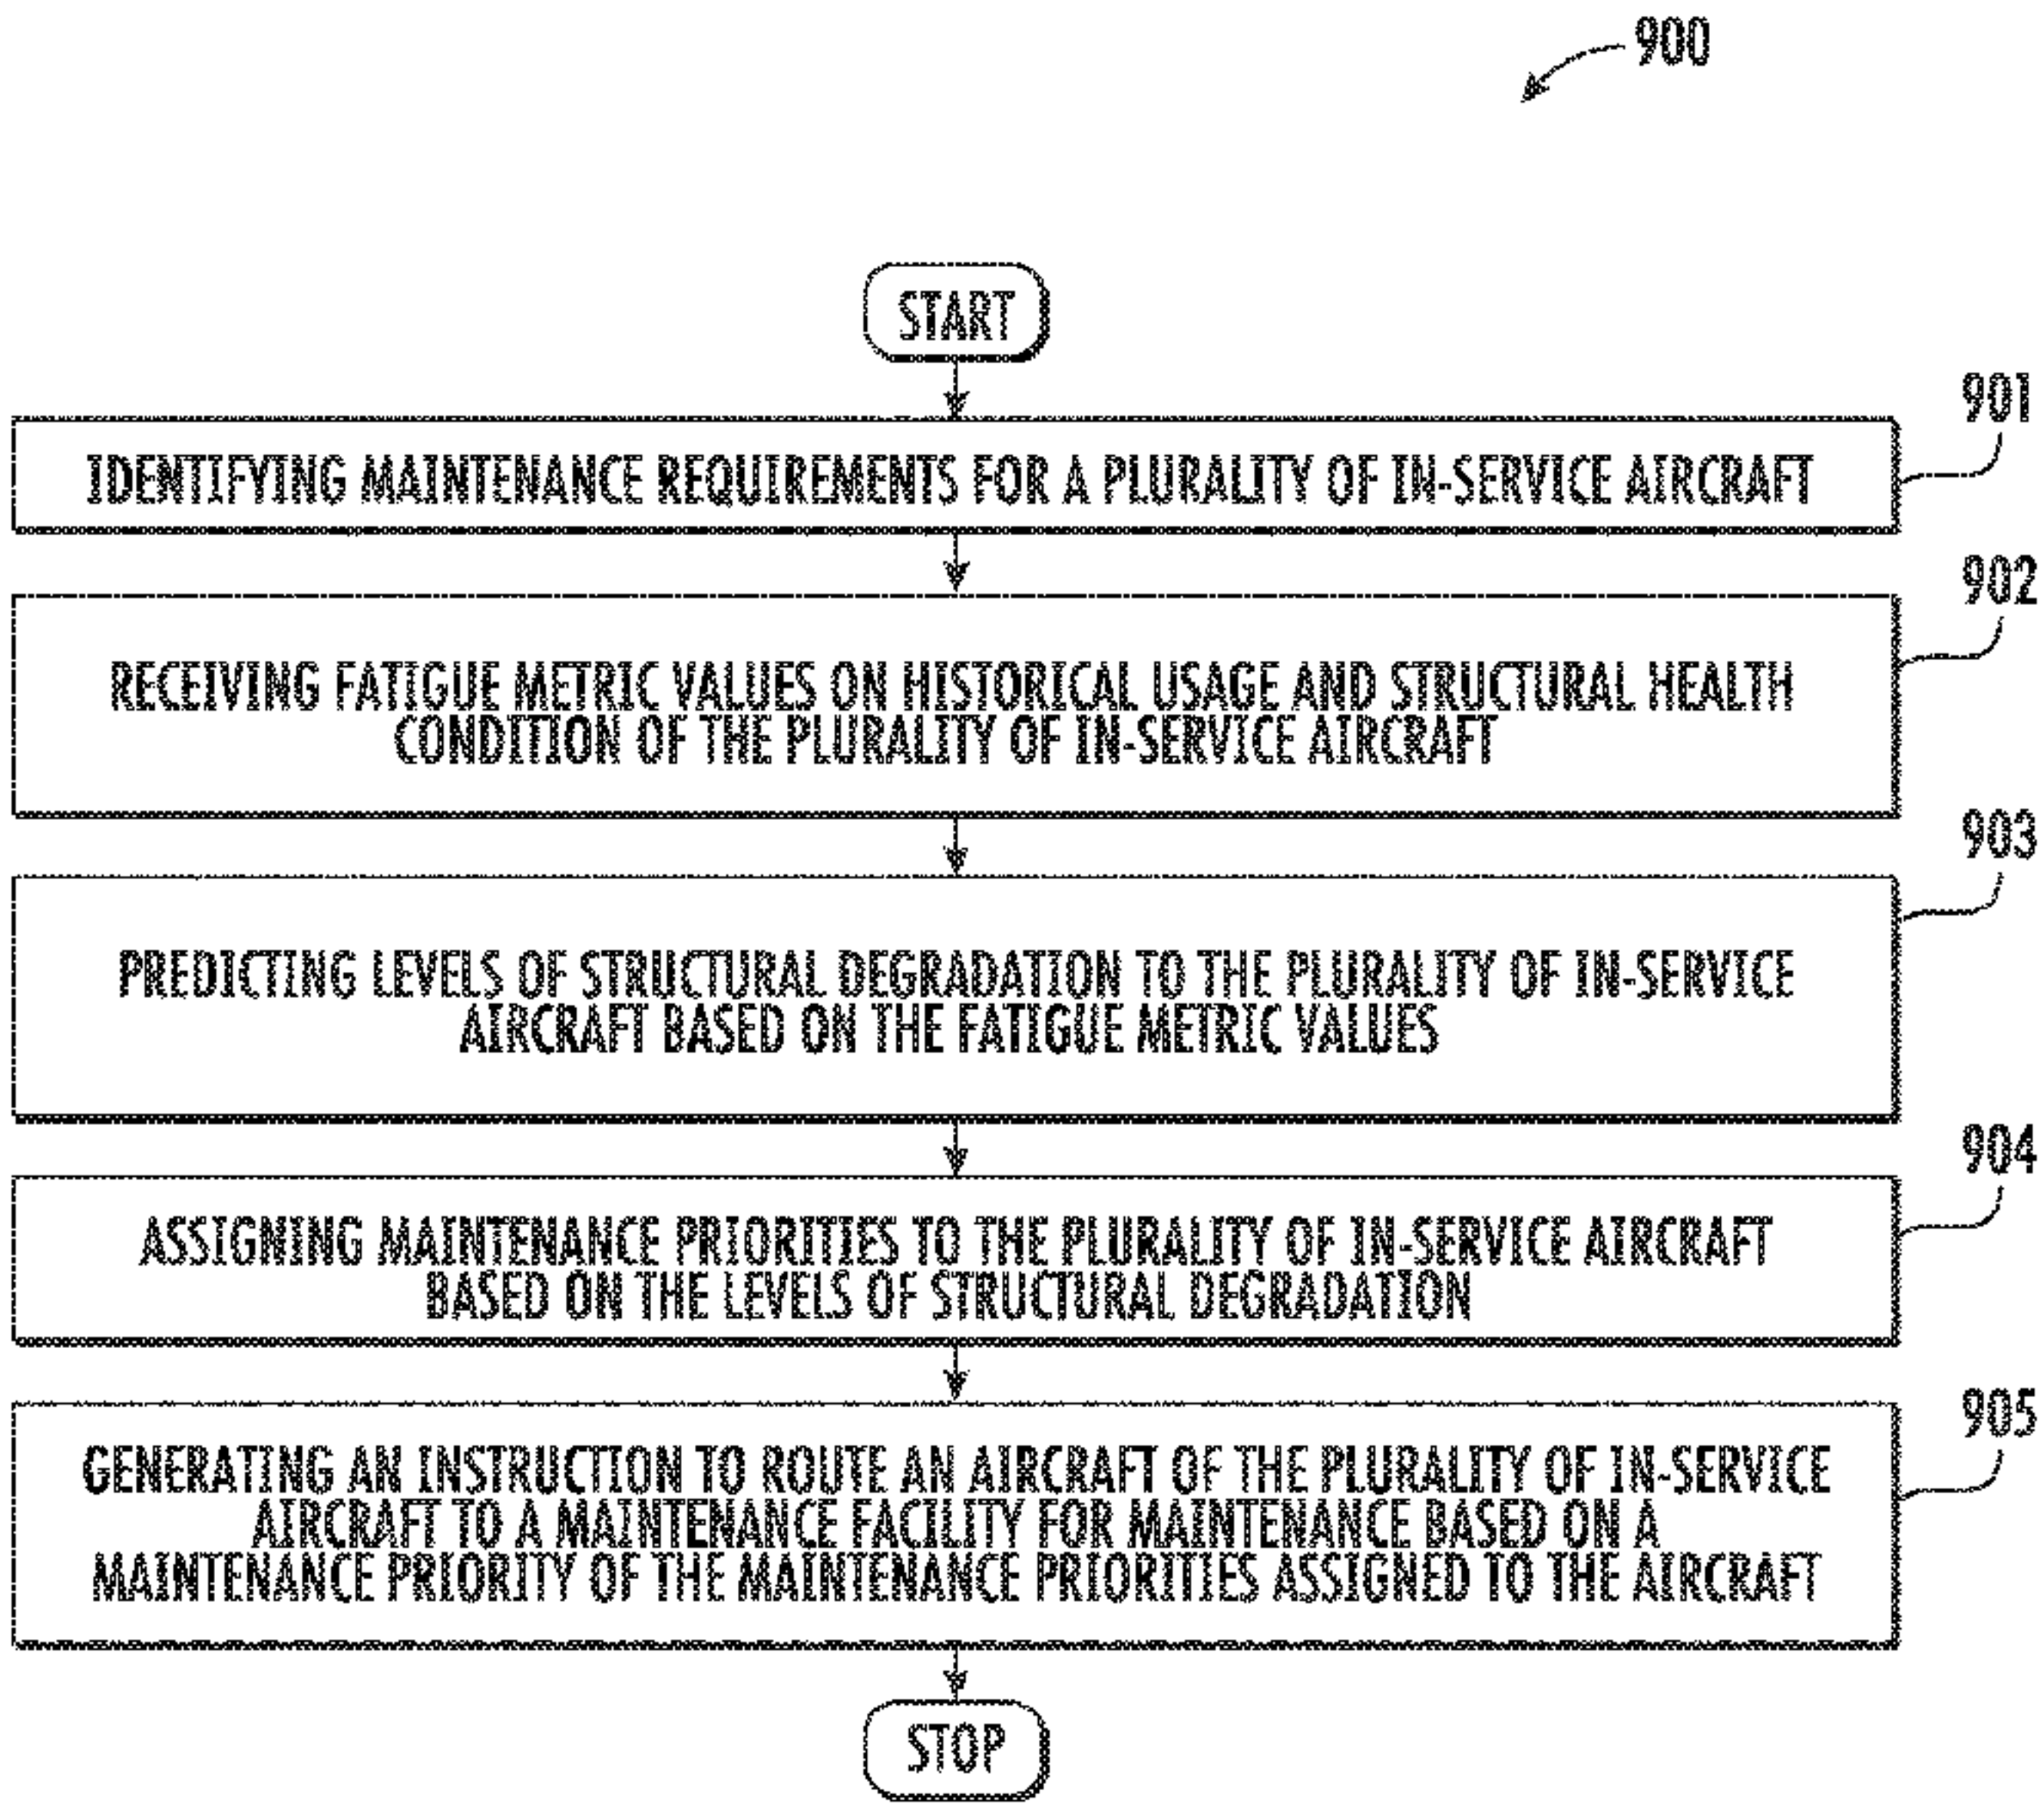 900
START
901
IDENTIFYING MAINTENANCE REQUIREMENTS FOR A PLURALITY OF IN-SERVICE AIRCRAFT
902
RECEIVING FATIGUE METRIC VALUES ON HISTORICAL USAGE AND STRUCTURAL HEALTH
CONDITION OF THE PLURALITY OF IN-SERVICE AIRCRAFT
903
PREDICTING LEVELS OF STRUCTURAL DEGRADATION TO THE PLURALITY OF IN-SERVICE
AIRCRAFT BASED ON THE FATIGUE METRIC VALUES
904
ASSIGNING MAINTENANCE PRIORITIES TO THE PLURALITY OF IN-SERVICE AIRCRAFT
BASED ON THE LEVELS OF STRUCTURAL DEGRADATION
905
GENERATING AN INSTRUCTION TO ROUTE AN AIRCRAFT OF THE PLURALITY OF IN-SERVICE
AIRCRAFT TO A MAINTENANCE FACILITY FOR MAINTENANCE BASED ON A
MAINTENANCE PRIORITY OF THE MAINTENANCE PRIORITIES ASSIGNED TO THE AIRCRAFT
STOP